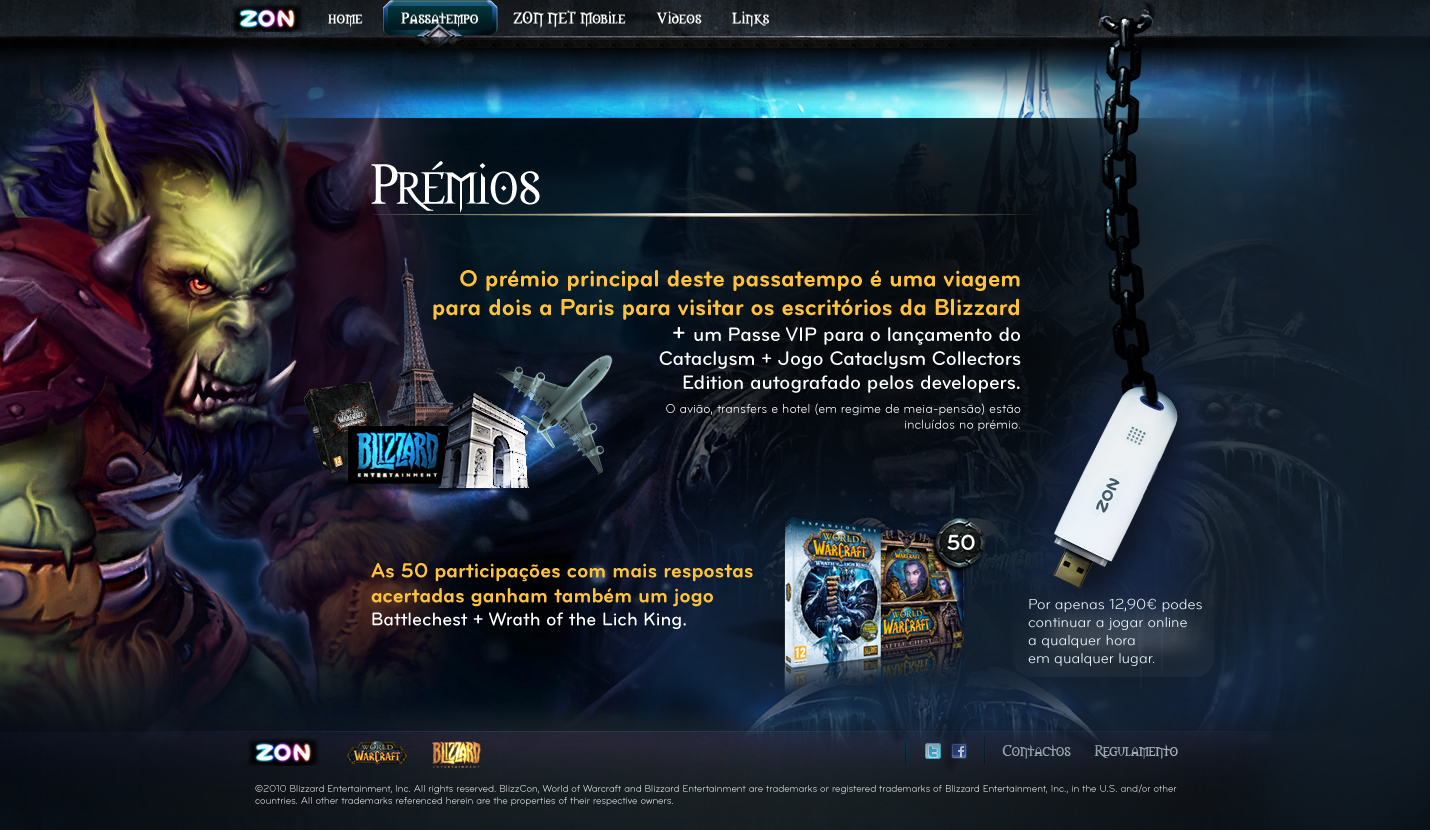 ZON
Home
Passatempo
ZON NET Mobile
Videos
Links
Prémios
O prémio principal deste passatempo é uma viagem
para dois a Paris para visitar os escritórios da Blizzard
+ um Passe VIP para o lançamento do
Cataclysm + Jogo Cataclysm Collectors
Edition autografado pelos developers.
O avião, transfers e hotel (em regime de meia-pensão) estão
incluídos no prémio.
WARCRAFT
BLIZZARD
ENTERTAINMENT
ZON
As 50 participações com mais respostas
acertadas ganham também um jogo
Battlechest + Wrath of the Lich King.
EXPANSION SET
WORLD
WARCRAFT
WRATH OF THE LICH KING
12
WARCRAFT
WORLD
WARCRAFT
BATTLE CHEST
50
Por apenas 12,90€ podes
continuar a jogar online
a qualquer hora
em qualquer lugar.
ZON
WORLD
WARCRAFT
BLIZZARD
ENTERTAINMENT
Contactos
Regulamento
©2010 Blizzard Entertainment, Inc. All rights reserved. BlizzCon, World of Warcraft and Blizzard Entertainment are trademarks or registered trademarks of Blizzard Entertainment, Inc., in the U.S. and/or other
countries. All other trademarks referenced herein are the properties of their respective owners.